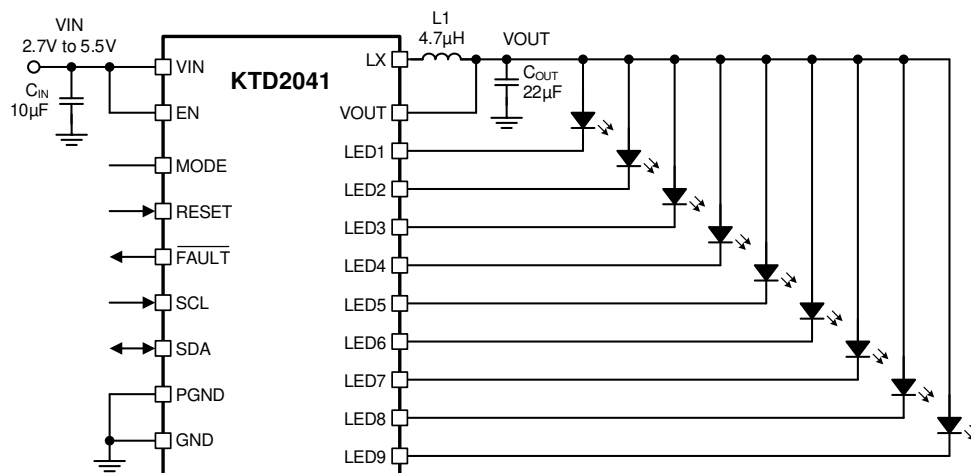 VIN
2.7V to 5.5V
CIN
10µF
KTD2041
VIN
EN
MODE
RESET
FAULT
SCL
SDA
PGND
GND
LX
VOUT
LED1
LED2
LED3
LED4
LED5
LED6
LED7
LED8
LED9
L1
4.7µH
VOUT
COUT
22µF